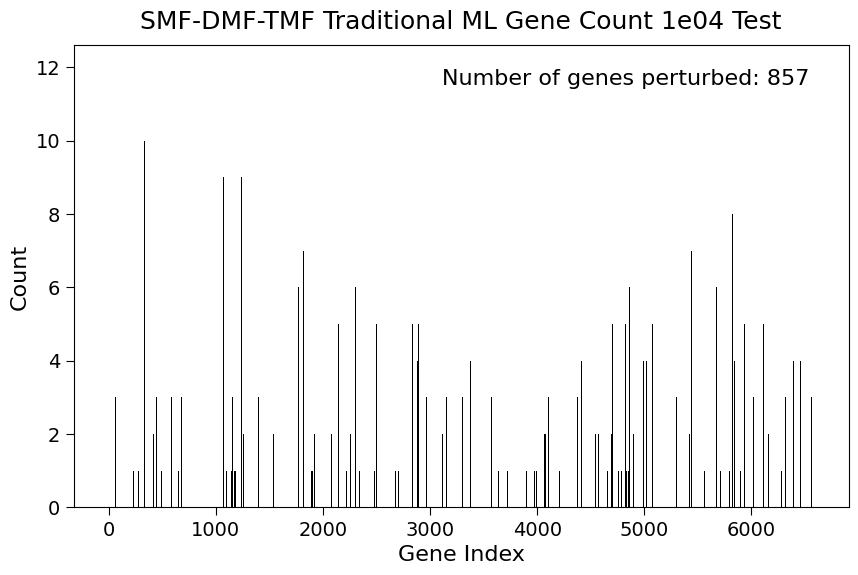 SMF-DMF-TMF Traditional ML Gene Count 1e04 Test
Number of genes perturbed: 857
12
10
8
6
4
2
0
Count
0 1000 2000 3000 4000 5000 6000
Gene Index